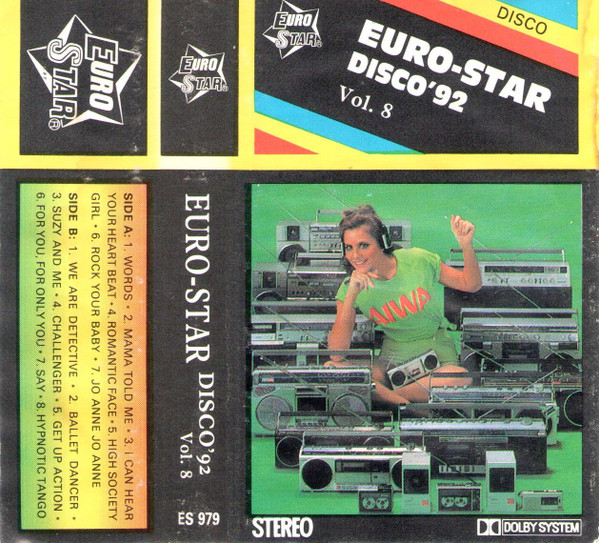 EURO
STAR®
EURO
STAR®
EURO
STAR®
DISCO
EURO-STAR
DISCO'92
Vol. 8
SIDE A: 1. WORDS • 2. MAMA TOLD ME • 3. I CAN HEAR
YOUR HEART BEAT • 4. ROMANTIC FACE • 5. HIGH SOCIETY
GIRL • 6. ROCK YOUR BABY • 7. JO ANNE JO ANNE
SIDE B: 1. WE ARE DETECTIVE • 2. BALLET DANCER •
3. SUZY AND ME • 4. CHALLENGER • 5. GET UP ACTION •
6. FOR YOU, FOR ONLY YOU • 7. SAY • 8. HYPNOTIC TANGO
EURO-STAR DISCO'92
Vol. 8
ES 979
AIWA
STEREO
DOLBY SYSTEM